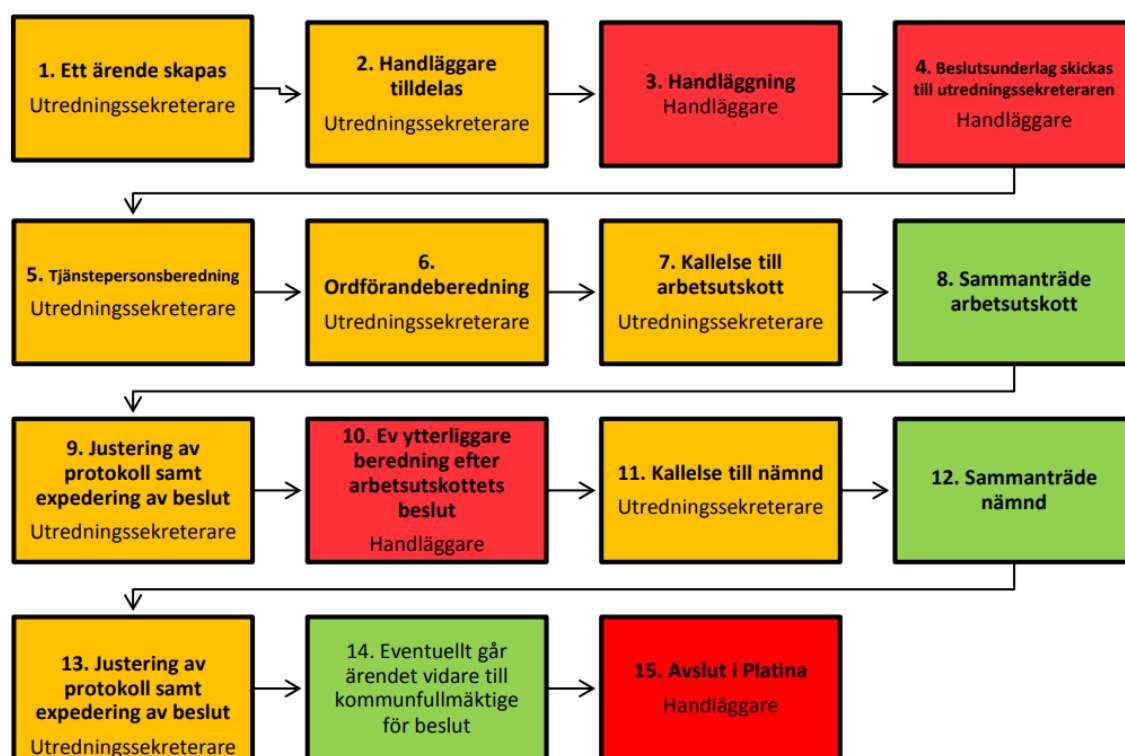 1. Ett ärende skapas
Utredningssekreterare
2. Handläggare
tilldelas
Utredningssekreterare
3. Handläggning
Handläggare
4. Beslutsunderlag skickas
till utredningssekreteraren
Handläggare
5. Tjänstepersonsberedning
Utredningssekreterare
6.
Ordförandeberedning
Utredningssekreterare
7. Kallelse till
arbetsutskott
Utredningssekreterare
8. Sammanträde
arbetsutskott
9. Justering av
protokoll samt
expedering av beslut
Utredningssekreterare
10. Ev ytterliggare
beredning efter
arbetsutskottets
beslut
Handläggare
11. Kallelse till nämnd
Utredningssekreterare
12. Sammanträde
nämnd
13. Justering av
protokoll samt
expedering av beslut
Utredningssekreterare
14. Eventuellt går
ärendet vidare till
kommunfullmäktige
för beslut
15. Avslut i Platina
Handläggare